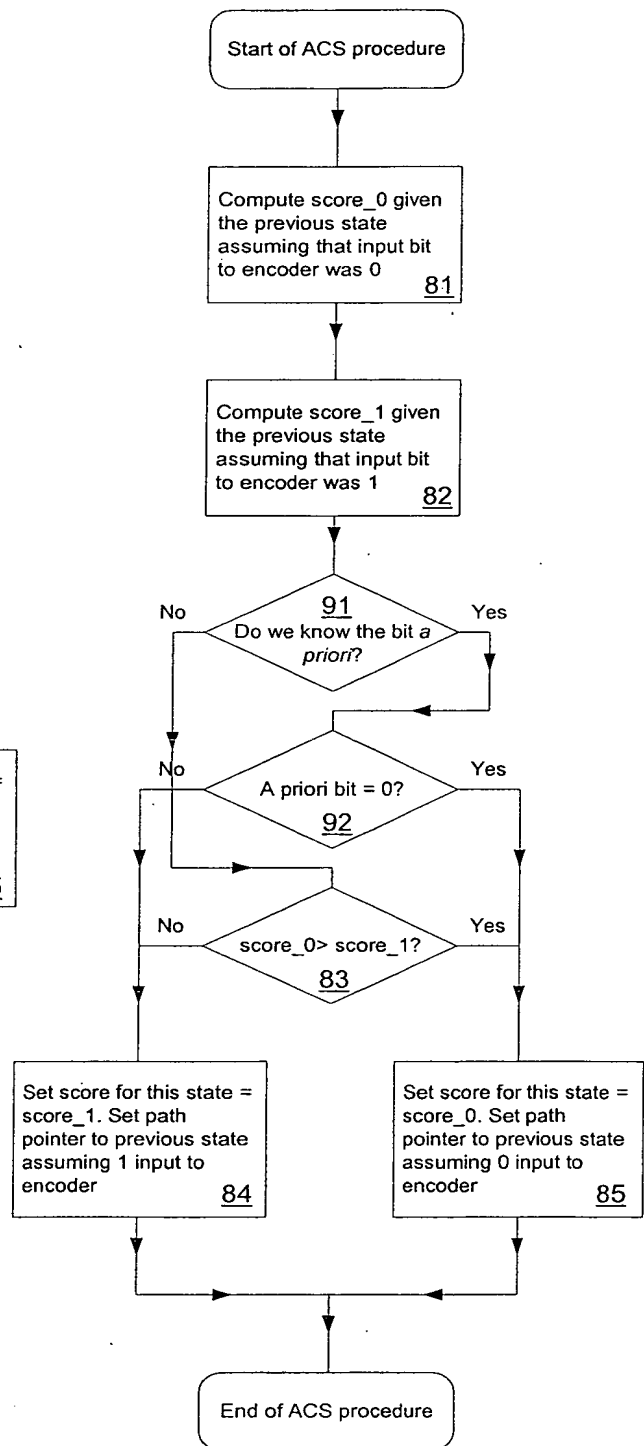 Start of ACS procedure
Compute score_0 given
the previous state
assuming that input bit
to encoder was 0
81
Compute score_1 given
the previous state
assuming that input bit
to encoder was 1
82
No
91
Yes
Do we know the bit a
priori?
No
A priori bit = 0?
Yes
92
No
score_0> score_1?
Yes
83
Set score for this state =
score_1. Set path
pointer to previous state
assuming 1 input to
encoder
84
Set score for this state =
score_0. Set path
pointer to previous state
assuming 0 input to
encoder
85
End of ACS procedure